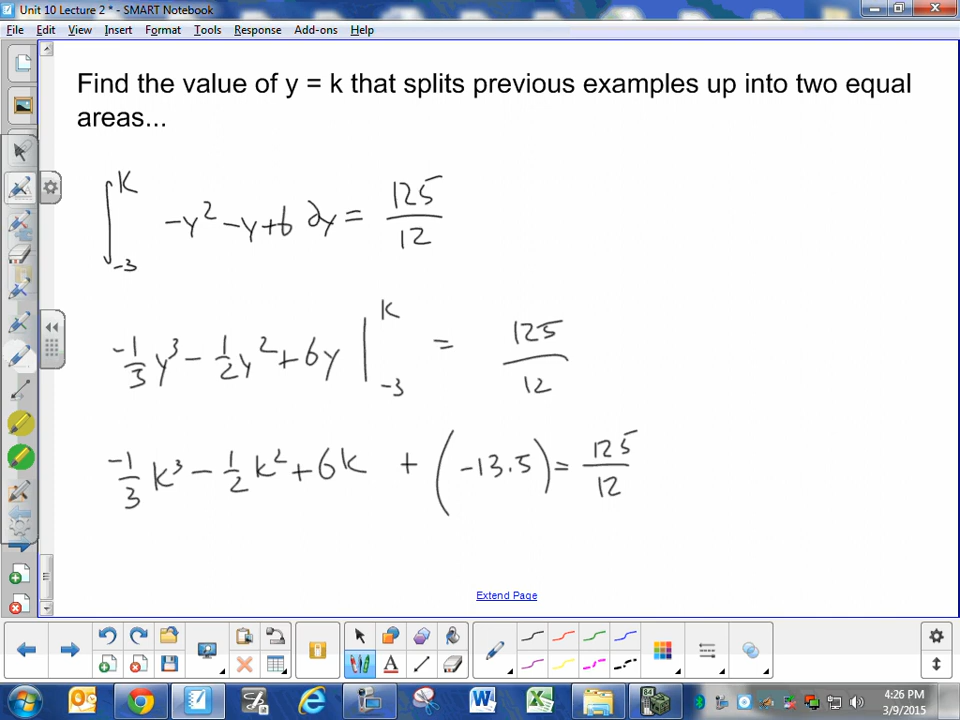 Unit 10 Lecture 2 * - SMART Notebook
File Edit View Insert Format Tools Response Add-ons Help
Find the value of y = k that splits previous examples up into two equal
areas...
∫_{-3}^{K} -y² - y + 6 dy = 125/12
-1/3 y³ - 1/2 y² + 6y |_{-3}^{K} = 125/12
-1/3 k³ - 1/2 k² + 6k + (-13.5) = 125/12
Extend Page
4:26 PM
3/9/2015